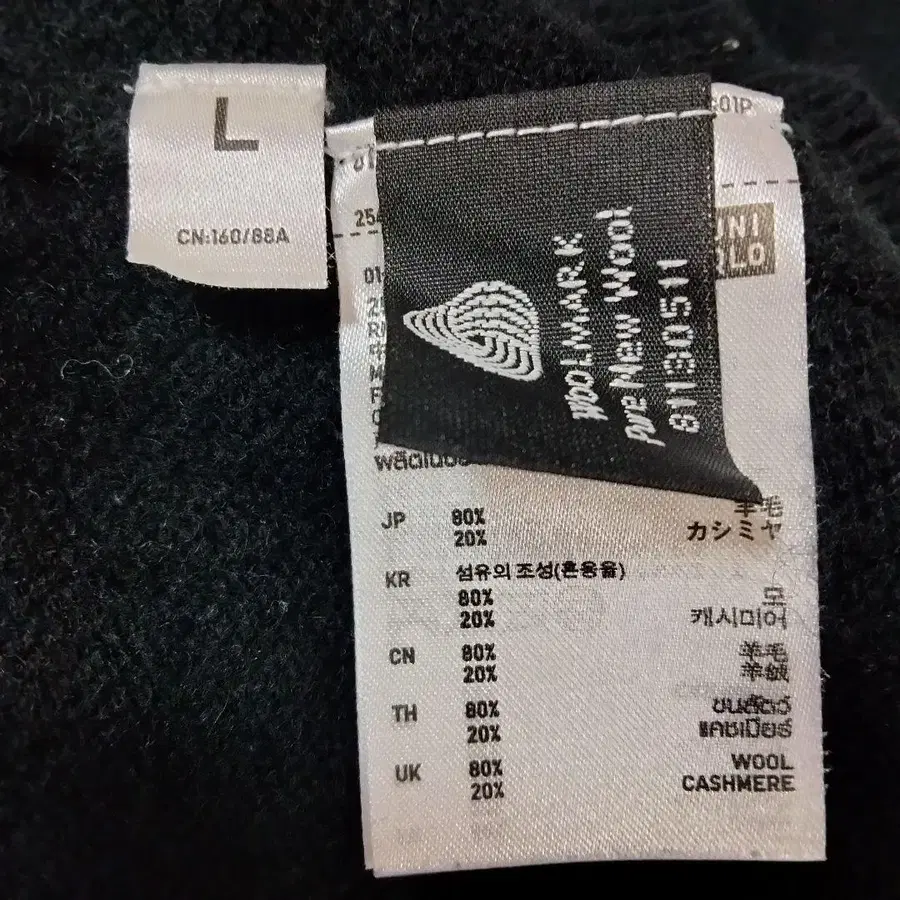 L
CN:160/88A
01P
UNI
QLO
WOOLMARK
Pure New Wool
81130511
JP 80% 羊毛
20% カシミヤ
KR 섬유의 조성(혼용율)
80% 모
20% 캐시미어
CN 80% 羊毛
20% 羊绒
TH 80% ขนสัตว์
20% แคชเมียร์
UK 80% WOOL
20% CASHMERE